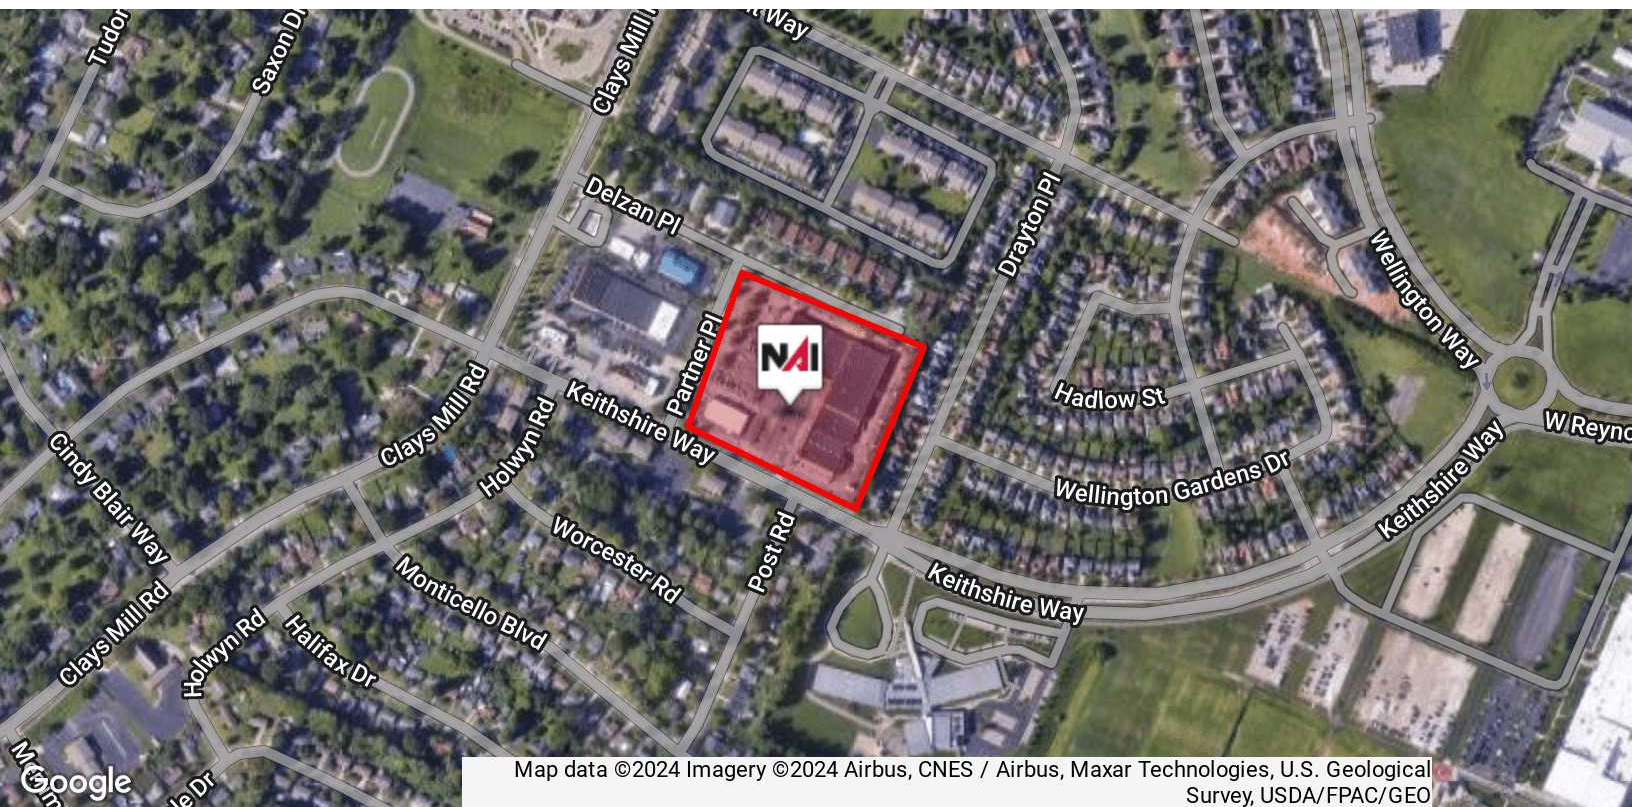 Tudor
Saxon Dr
Clays Mill
Way
Delzan Pl
Drayton Pl
Wellington Way
Partner Pl
NAI
Hadlow St
Keithshire Way
W Reyno
Clays Mill Rd
Holwyn Rd
Cindy Blair Way
Wellington Gardens Dr
Keithshire Way
Worcester Rd
Post Rd
Monticello Blvd
Keithshire Way
Clays Mill Rd
Holwyn Rd
Halifax Dr
le Dr
Google
Map data ©2024 Imagery ©2024 Airbus, CNES / Airbus, Maxar Technologies, U.S. Geological
Survey, USDA/FPAC/GEO